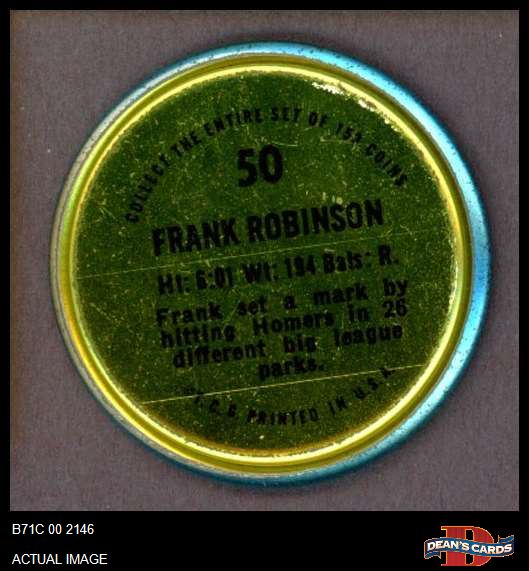 COLLECT THE ENTIRE SET OF 153 COINS
50
FRANK ROBINSON
Ht: 6:01 Wt: 194 Bats: R.
Frank set a mark by
hitting Homers in 26
different big league
parks.
T.C.G. PRINTED IN U.S.A.
B71C 00 2146
ACTUAL IMAGE
DEAN'S CARDS